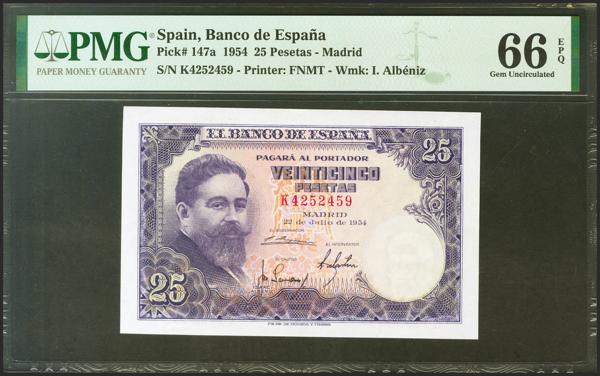 PMG
PAPER MONEY GUARANTY
Spain, Banco de España
Pick# 147a 1954 25 Pesetas - Madrid
S/N K4252459 - Printer: FNMT - Wmk: I. Albéniz
66 EPQ
Gem Uncirculated
EL BANCO DE ESPAÑA
PAGARÁ AL PORTADOR
25
VEINTICINCO
PESETAS
K4252459
MADRID
22 de Julio de 1954
EL GOBERNADOR
EL INTERVENTOR
EL CAJERO
25